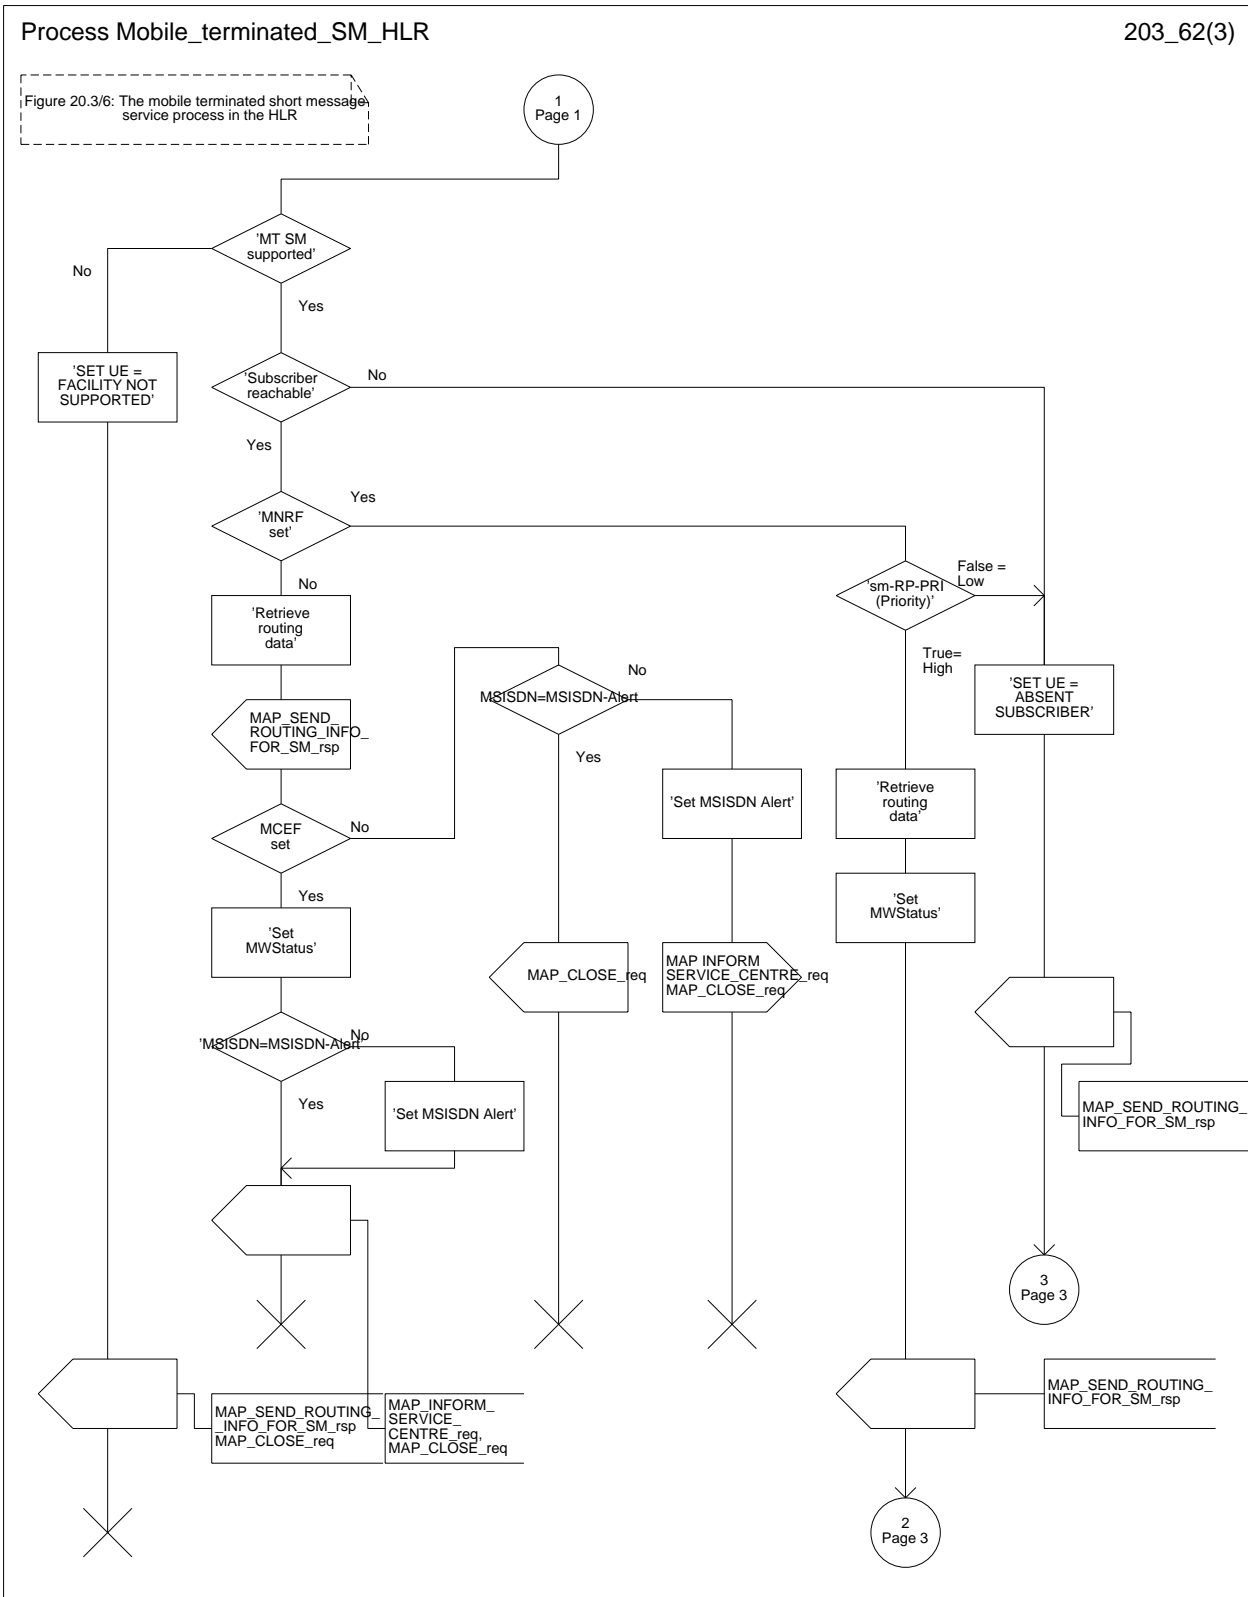 Process Mobile_terminated_SM_HLR
203_62(3)
Figure 20.3/6: The mobile terminated short message
service process in the HLR
1
Page 1
'MT SM
supported'
No
Yes
'SET UE =
FACILITY NOT
SUPPORTED'
'Subscriber
reachable'
No
Yes
'MNRF
set'
Yes
No
'sm-RP-PRI
(Priority)'
False =
Low
True=
High
'Retrieve
routing
data'
MSISDN=MSISDN-Alert
No
Yes
'SET UE =
ABSENT
SUBSCRIBER'
MAP_SEND_
ROUTING_INFO_
FOR_SM_rsp
'Set MSISDN Alert'
'Retrieve
routing
data'
MCEF
set
No
Yes
'Set
MWStatus'
'Set
MWStatus'
MAP_CLOSE_req
MAP INFORM
SERVICE_CENTRE_req
MAP_CLOSE_req
'MSISDN=MSISDN-Alert'
No
Yes
'Set MSISDN Alert'
MAP_SEND_ROUTING_
INFO_FOR_SM_rsp
3
Page 3
MAP_SEND_ROUTING_
_INFO_FOR_SM_rsp
MAP_CLOSE_req
MAP_INFORM_
SERVICE_
CENTRE_req,
MAP_CLOSE_req
MAP_SEND_ROUTING_
INFO_FOR_SM_rsp
2
Page 3